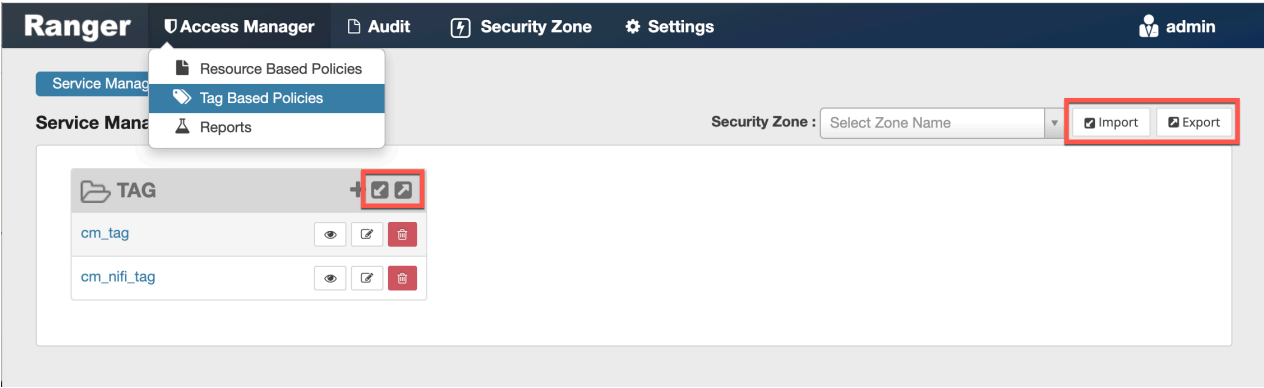 Ranger Access Manager Audit Security Zone Settings admin
Resource Based Policies
Service Manag
Tag Based Policies
Service Mana
Reports
Security Zone : Select Zone Name Import Export
TAG
cm_tag
cm_nifi_tag